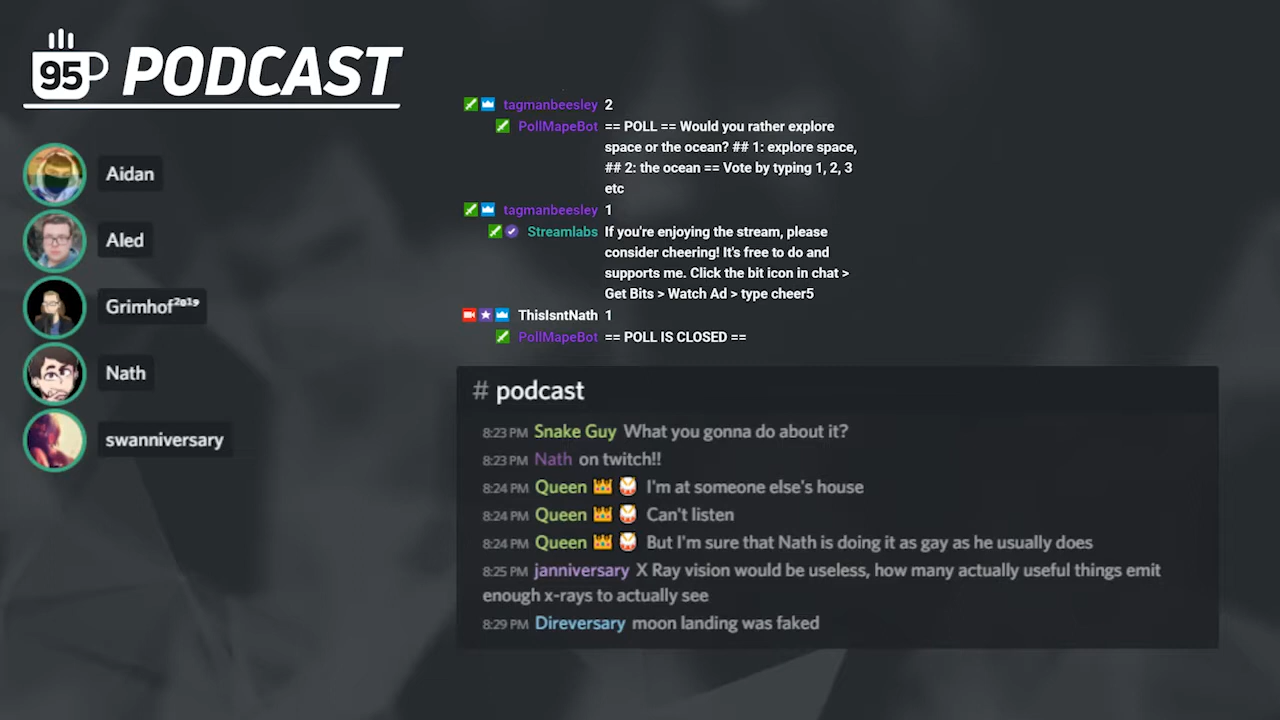 95 PODCAST
Aidan
Aled
Grimhof²⁰¹⁹
Nath
swanniversary
tagmanbeesley 2
PollMapeBot == POLL == Would you rather explore
space or the ocean? ## 1: explore space,
## 2: the ocean == Vote by typing 1, 2, 3
etc
tagmanbeesley 1
Streamlabs If you're enjoying the stream, please
consider cheering! It's free to do and
supports me. Click the bit icon in chat >
Get Bits > Watch Ad > type cheer5
ThisIsntNath 1
PollMapeBot == POLL IS CLOSED ==
# podcast
8:23 PM Snake Guy What you gonna do about it?
8:23 PM Nath on twitch!!
8:24 PM Queen I'm at someone else's house
8:24 PM Queen Can't listen
8:24 PM Queen But I'm sure that Nath is doing it as gay as he usually does
8:25 PM janniversary X Ray vision would be useless, how many actually useful things emit
enough x-rays to actually see
8:29 PM Direversary moon landing was faked